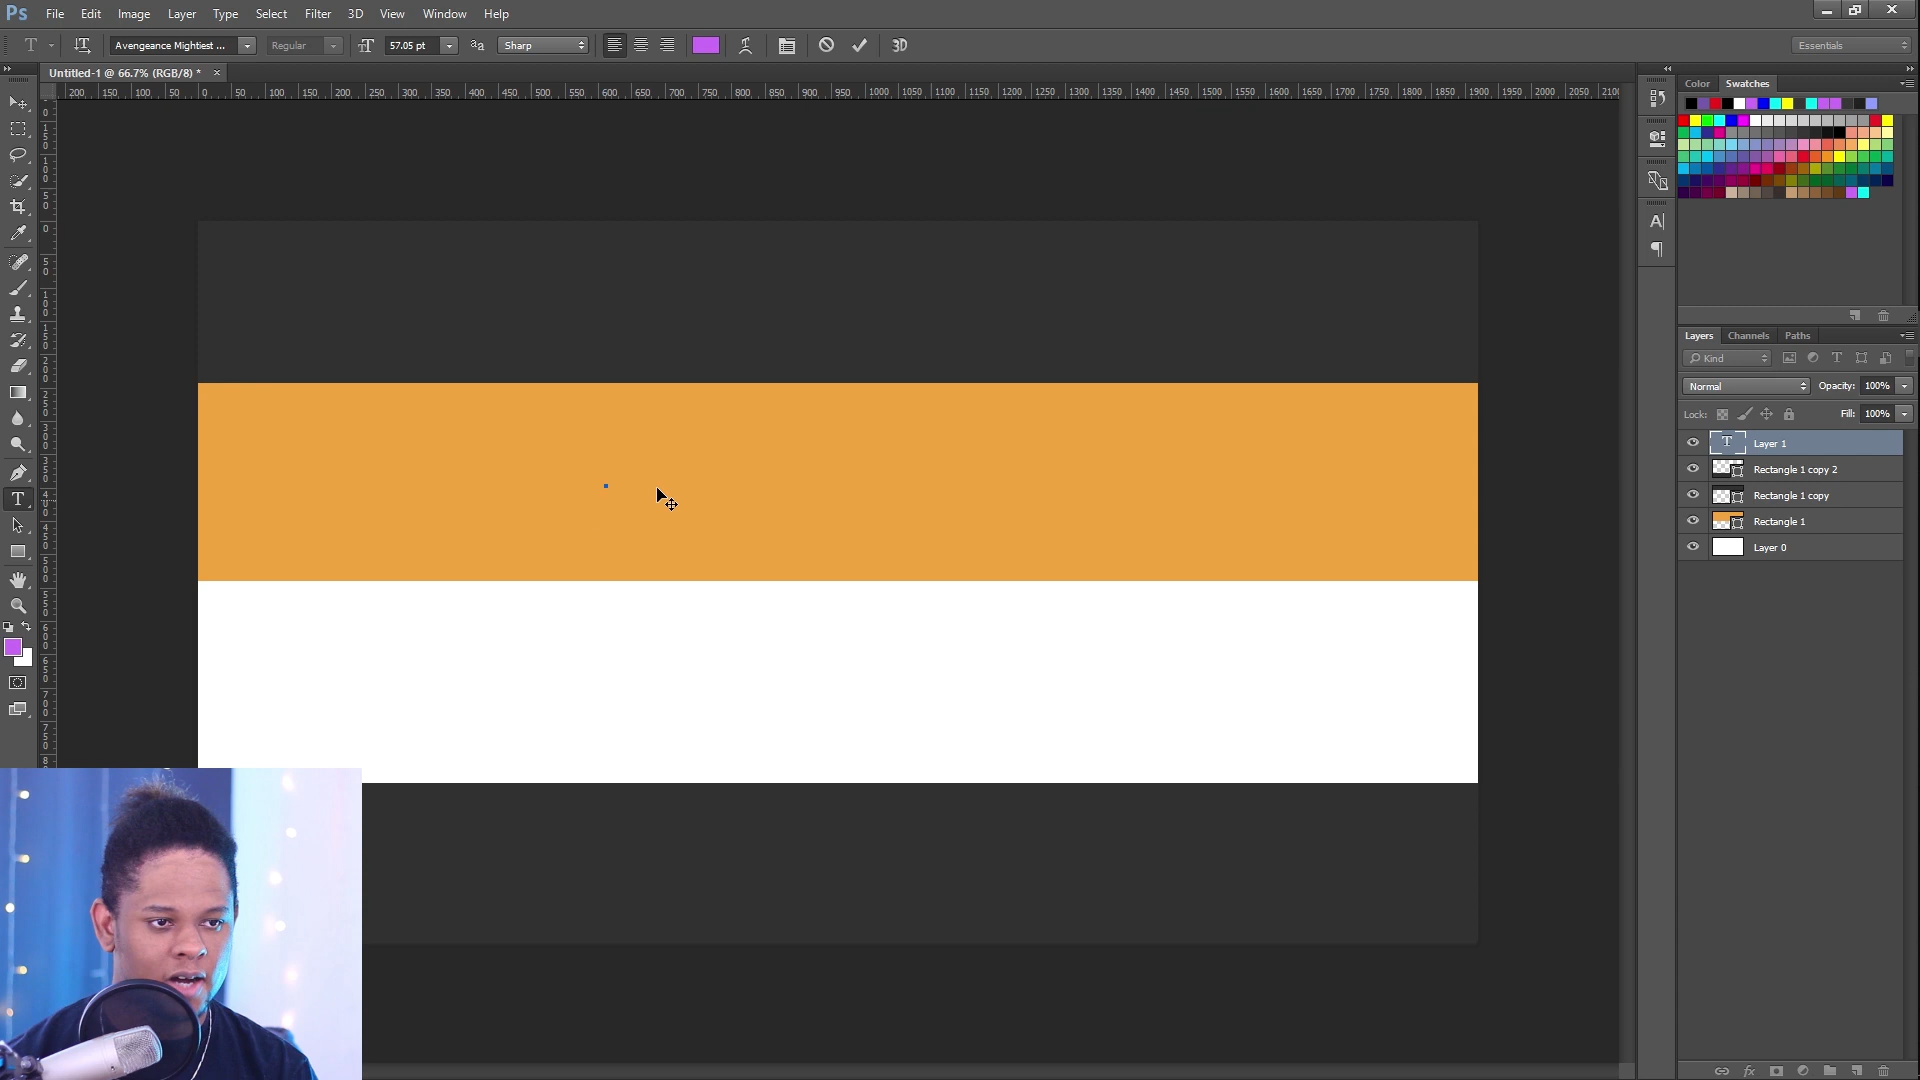 Ps File Edit Image Layer Type Select Filter 3D View Window Help
T Avengeance Mightiest ... Regular 57.05 pt aa Sharp 3D Essentials
Untitled-1 @ 66.7% (RGB/8) * ×
200 150 100 50 0 50 100 150 200 250 300 350 400 450 500 550 600 650 700 750 800 850 900 950 1000 1050 1100 1150 1200 1250 1300 1350 1400 1450 1500 1550 1600 1650 1700 1750 1800 1850 1900 1950 2000 2050
Color Swatches
Layers Channels Paths
Kind
Normal Opacity: 100%
Lock: Fill: 100%
T Layer 1
Rectangle 1 copy 2
Rectangle 1 copy
Rectangle 1
Layer 0
fx